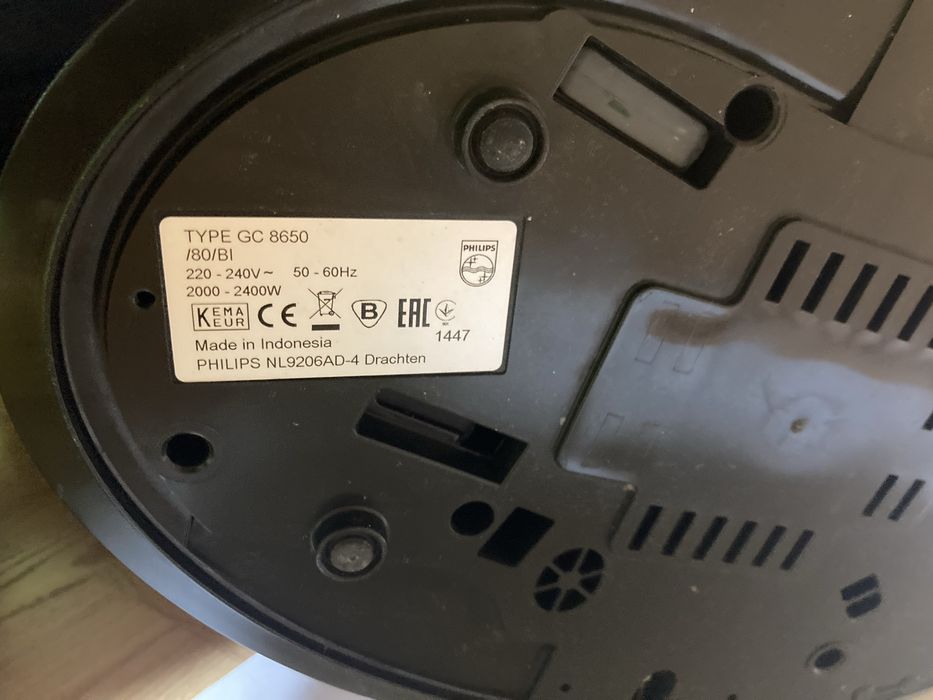 TYPE GC 8650
/80/BI
220 - 240V ~ 50 - 60Hz
2000 - 2400W
PHILIPS
KEMA
KEUR
CE
B
EAC
1447
Made in Indonesia
PHILIPS NL9206AD-4 Drachten